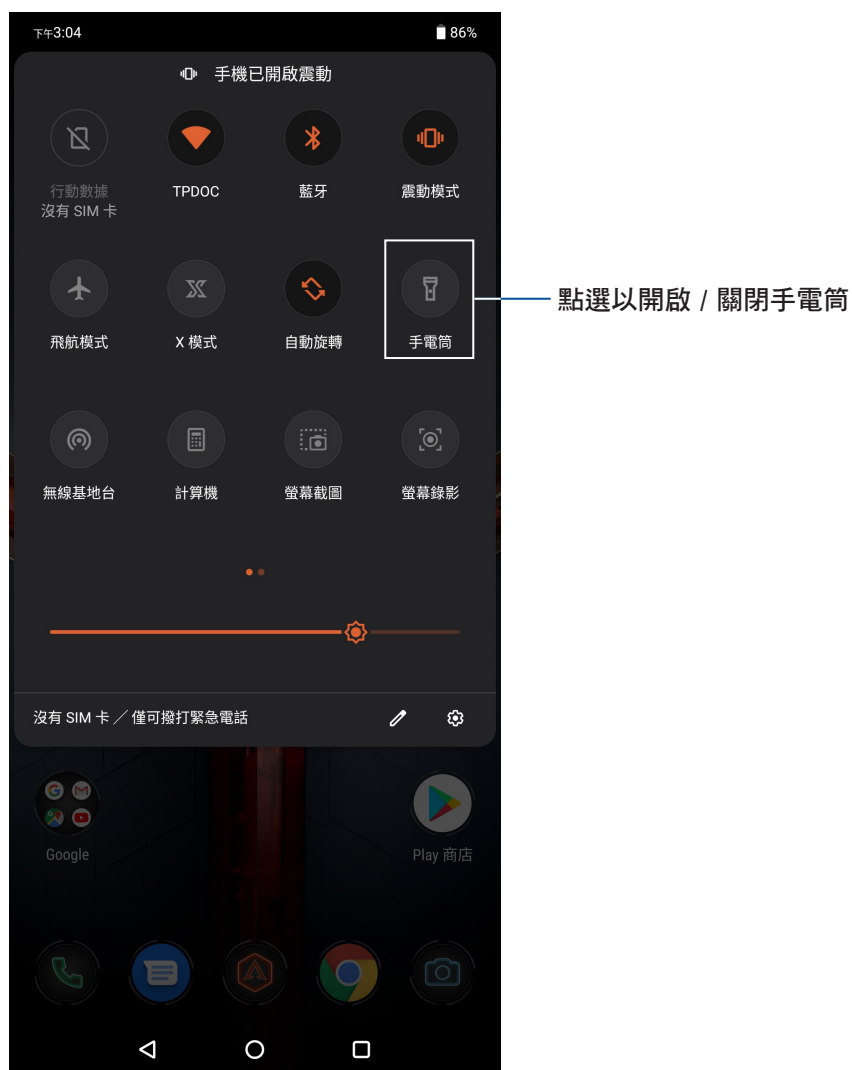 下午3:04
86%
手機已開啟震動
行動數據
沒有 SIM 卡
TPDOC
藍牙
震動模式
飛航模式
X 模式
自動旋轉
手電筒
點選以開啟 / 關閉手電筒
無線基地台
計算機
螢幕截圖
螢幕錄影
沒有 SIM 卡／僅可撥打緊急電話
Google
Play 商店